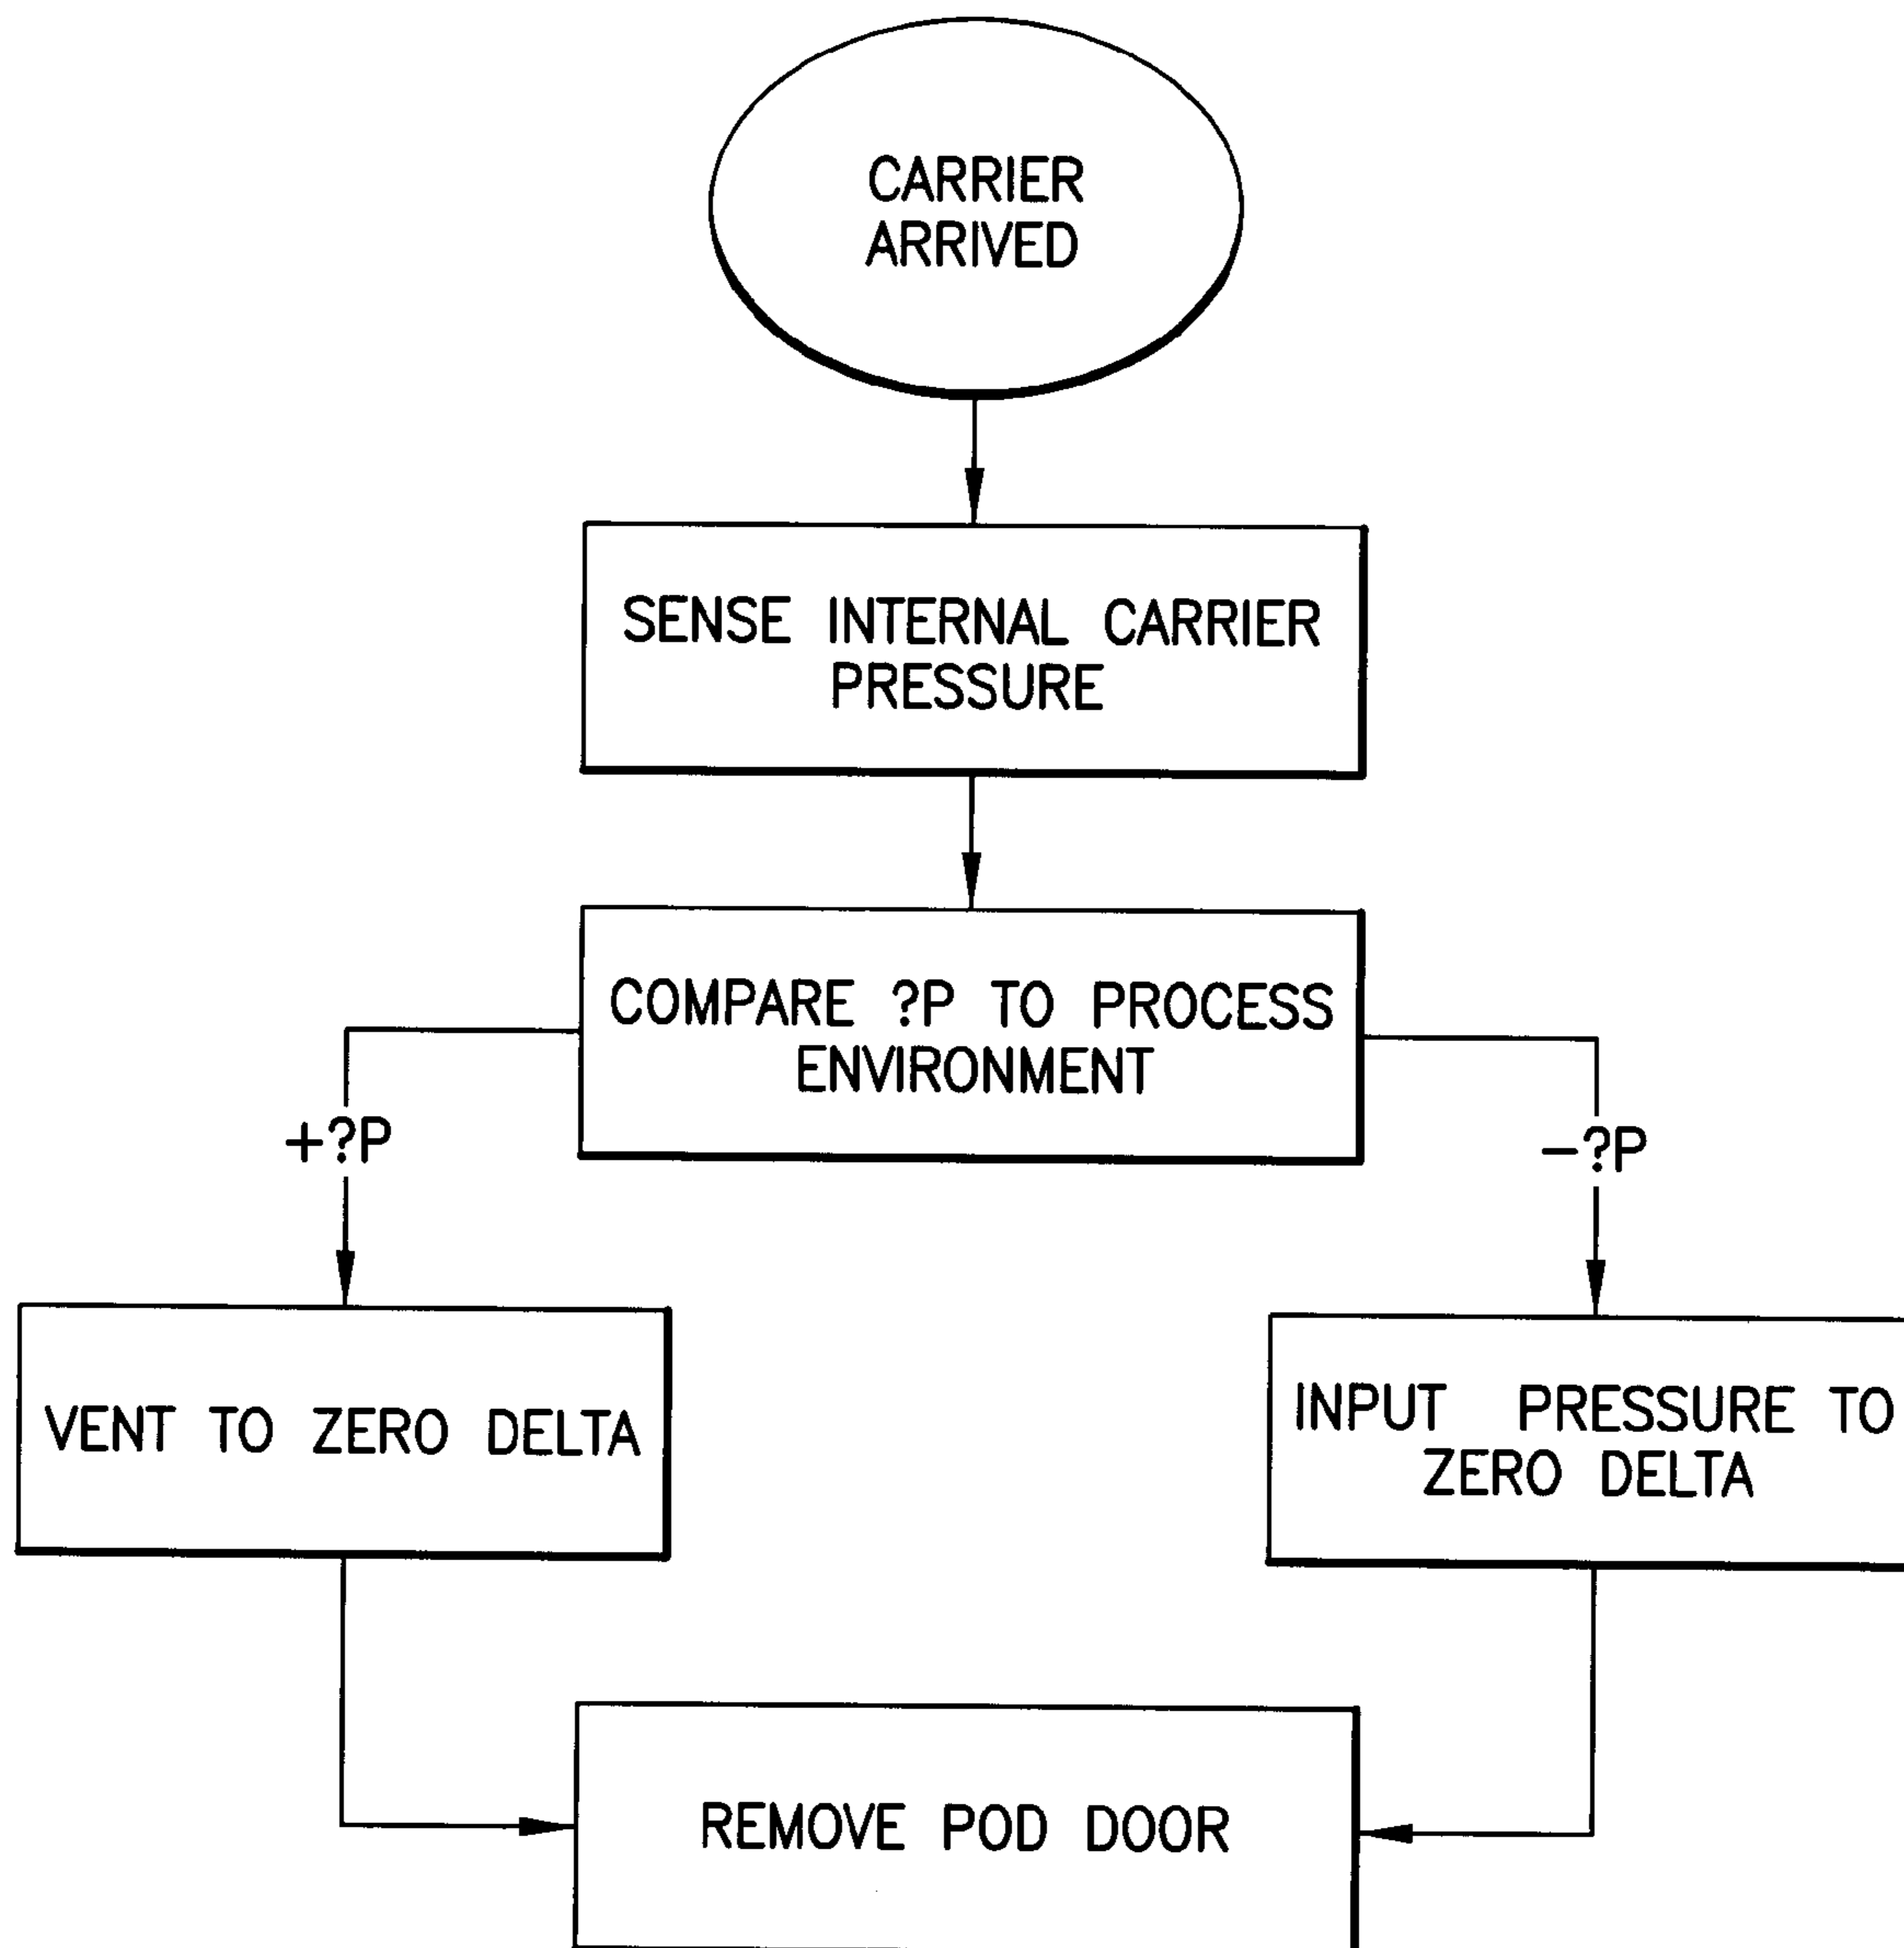 CARRIER
ARRIVED
SENSE INTERNAL CARRIER
PRESSURE
COMPARE ?P TO PROCESS
ENVIRONMENT
+?P
-?P
VENT TO ZERO DELTA
INPUT PRESSURE TO
ZERO DELTA
REMOVE POD DOOR